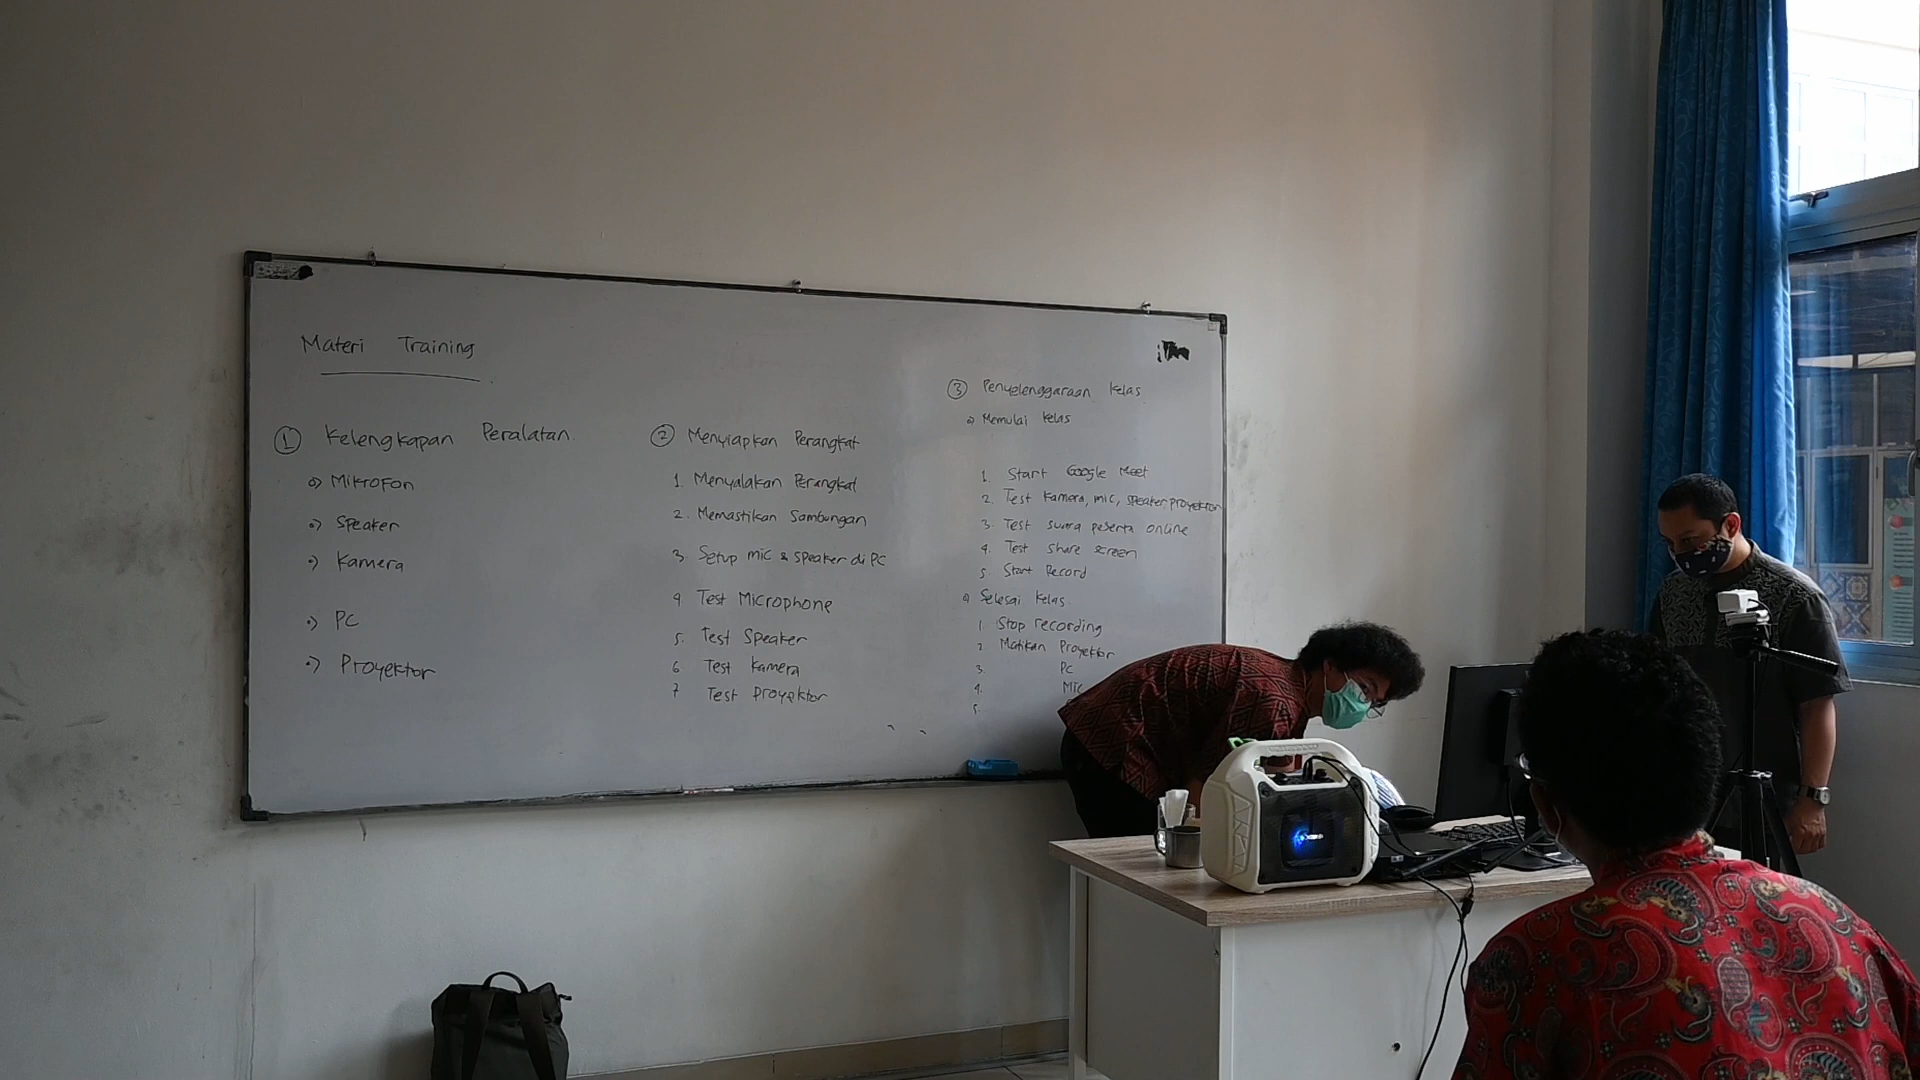 Materi Training
① Kelengkapan Peralatan
Mikrofon
Speaker
Kamera
PC
Proyektor
② Menyiapkan Perangkat
1. Menyalakan Perangkat
2. Memastikan Sambungan
3. Setup mic & speaker di PC
4 Test Microphone
5. Test Speaker
6 Test Kamera
7 Test Proyektor
③ Penyelenggaraan Kelas
Memulai Kelas
1. Start Google Meet
2. Test Kamera, mic, speaker, proyektor
3. Test suara peserta online
4. Test share screen
5. Start Record
Selesai Kelas
1 Stop recording
2 Matikan Proyektor
3. PC
4. Mic
5.